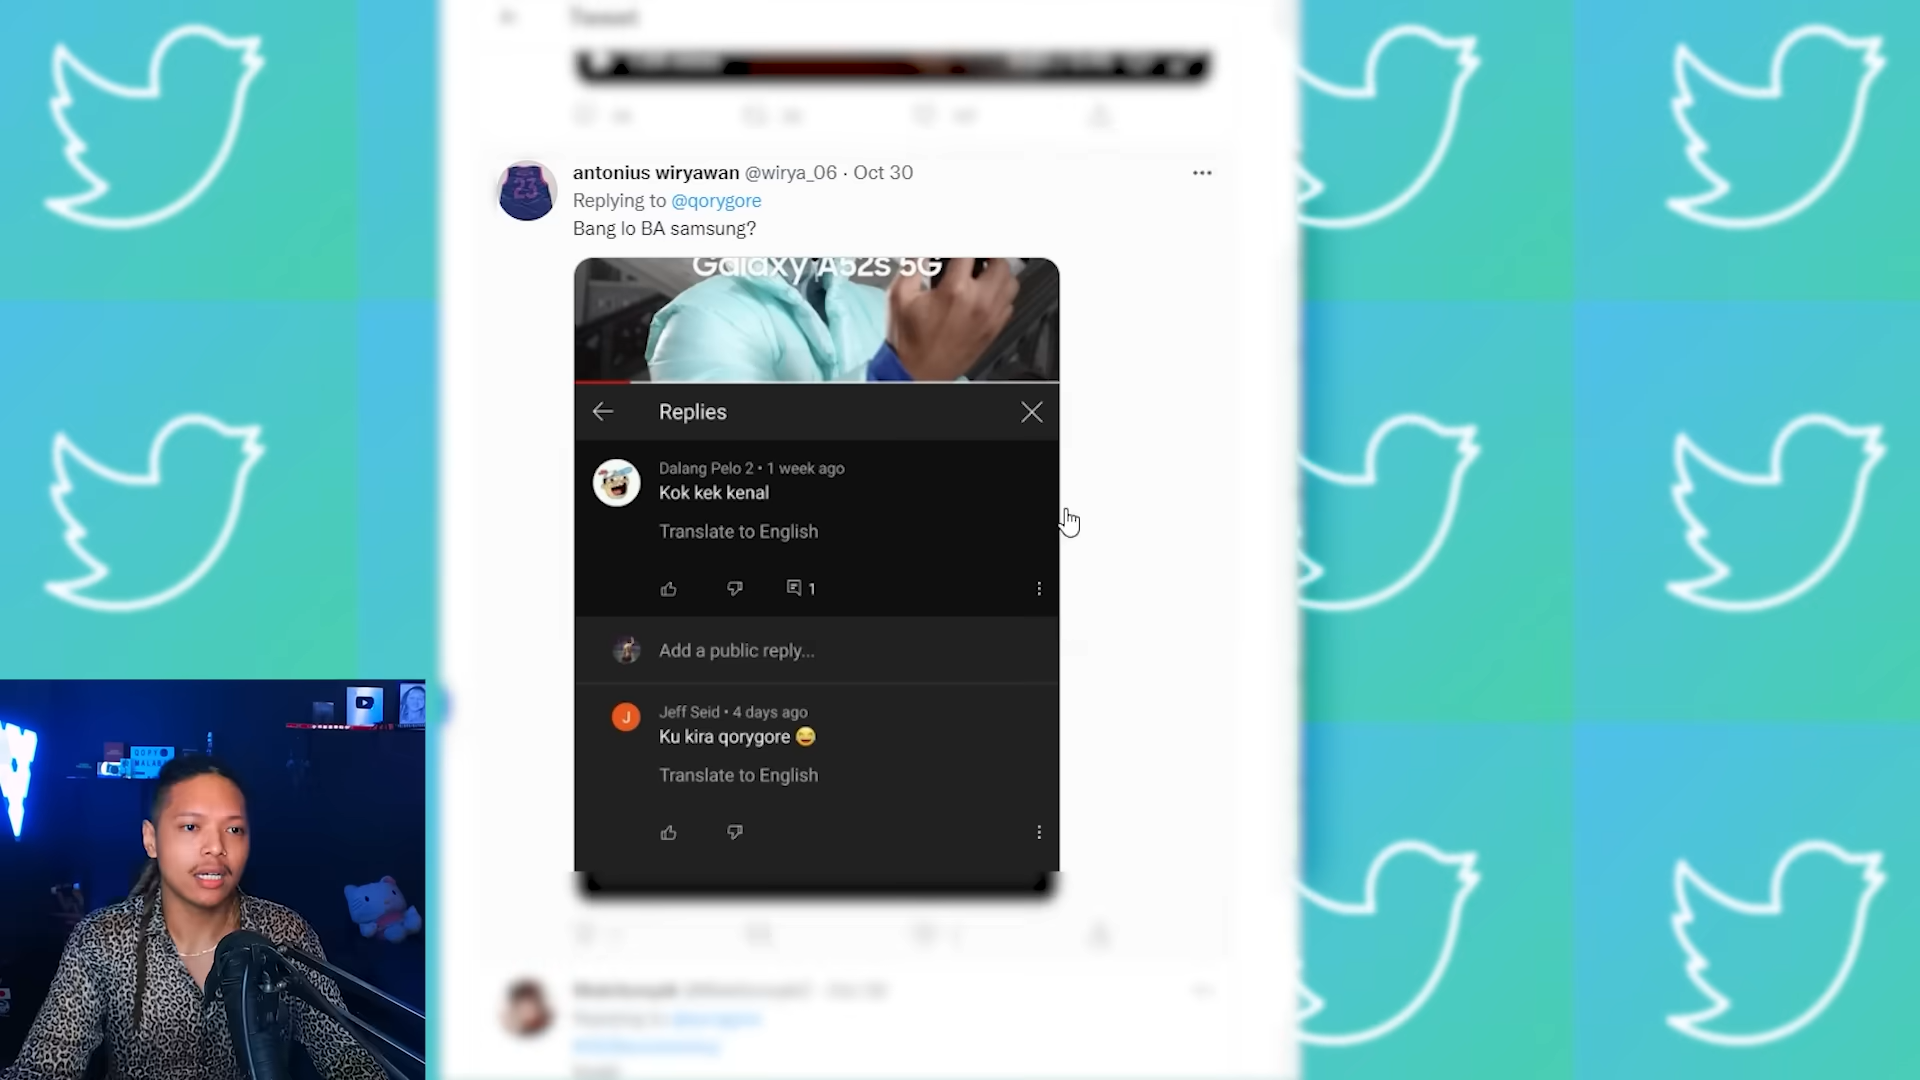 Tweet
antonius wiryawan @wirya_06 · Oct 30
Replying to @qorygore
Bang lo BA samsung?
Galaxy A52s 5G
Replies
Dalang Pelo 2 • 1 week ago
Kok kek kenal
Translate to English
1
Add a public reply...
J
Jeff Seid • 4 days ago
Ku kira qorygore 😂
Translate to English
23